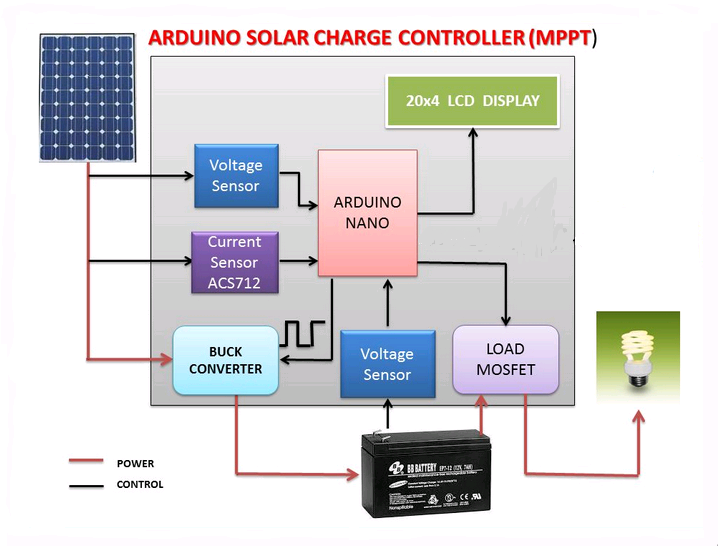 ARDUINO SOLAR CHARGE CONTROLLER (MPPT)
20x4 LCD DISPLAY
Voltage
Sensor
ARDUINO
NANO
Current
Sensor
ACS712
BUCK
CONVERTER
Voltage
Sensor
LOAD
MOSFET
BB BATTERY
POWER
CONTROL